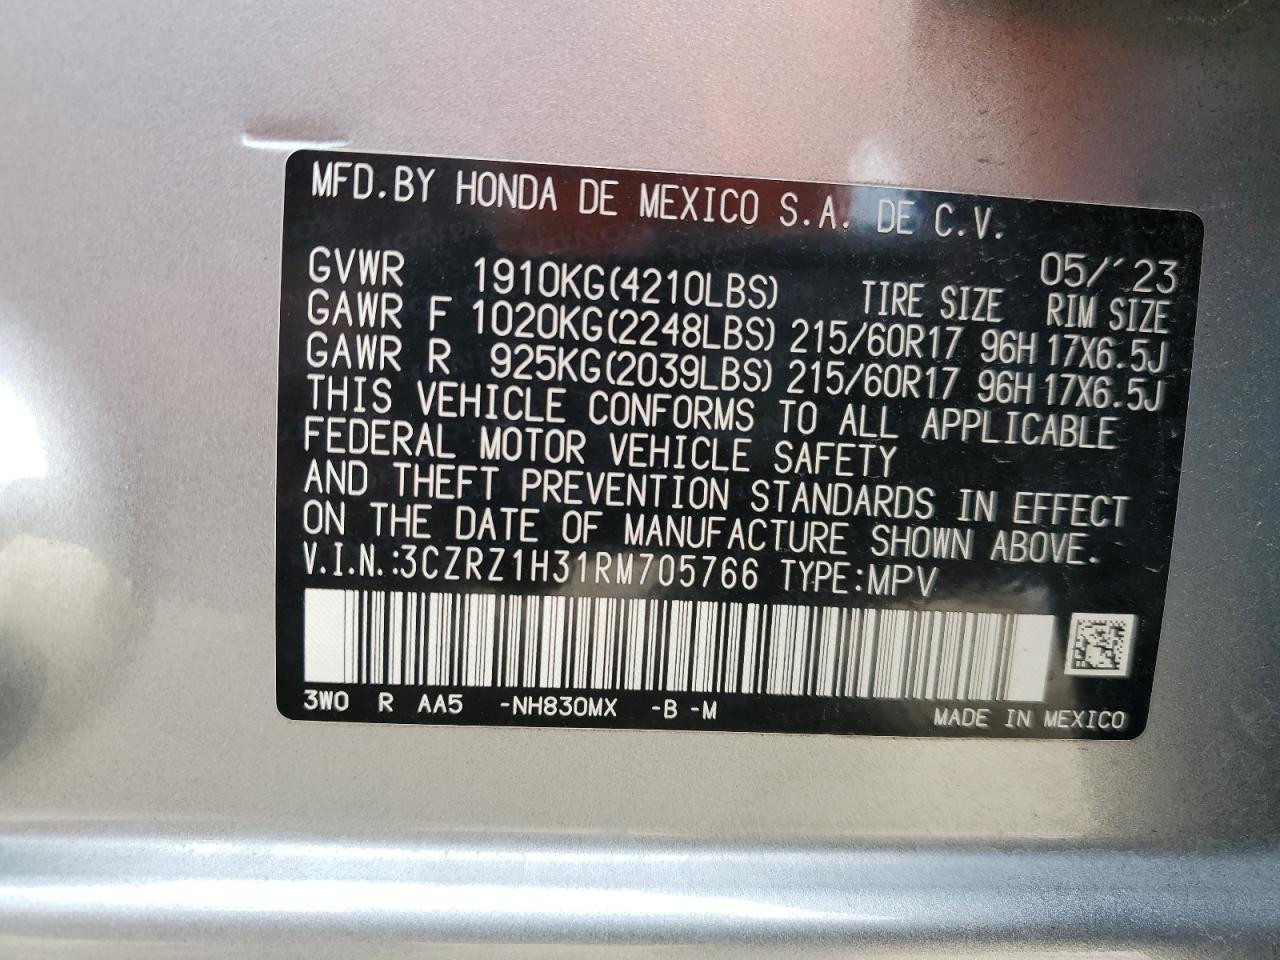 MFD.BY HONDA DE MEXICO S.A. DE C.V.
05/´23
GVWR 1910KG(4210LBS) TIRE SIZE RIM SIZE
GAWR F 1020KG(2248LBS) 215/60R17 96H 17X6.5J
GAWR R 925KG(2039LBS) 215/60R17 96H 17X6.5J
THIS VEHICLE CONFORMS TO ALL APPLICABLE
FEDERAL MOTOR VEHICLE SAFETY
AND THEFT PREVENTION STANDARDS IN EFFECT
ON THE DATE OF MANUFACTURE SHOWN ABOVE.
V.I.N.:3CZRZ1H31RM705766 TYPE:MPV
3W0 R AA5 -NH830MX -B -M
MADE IN MEXICO